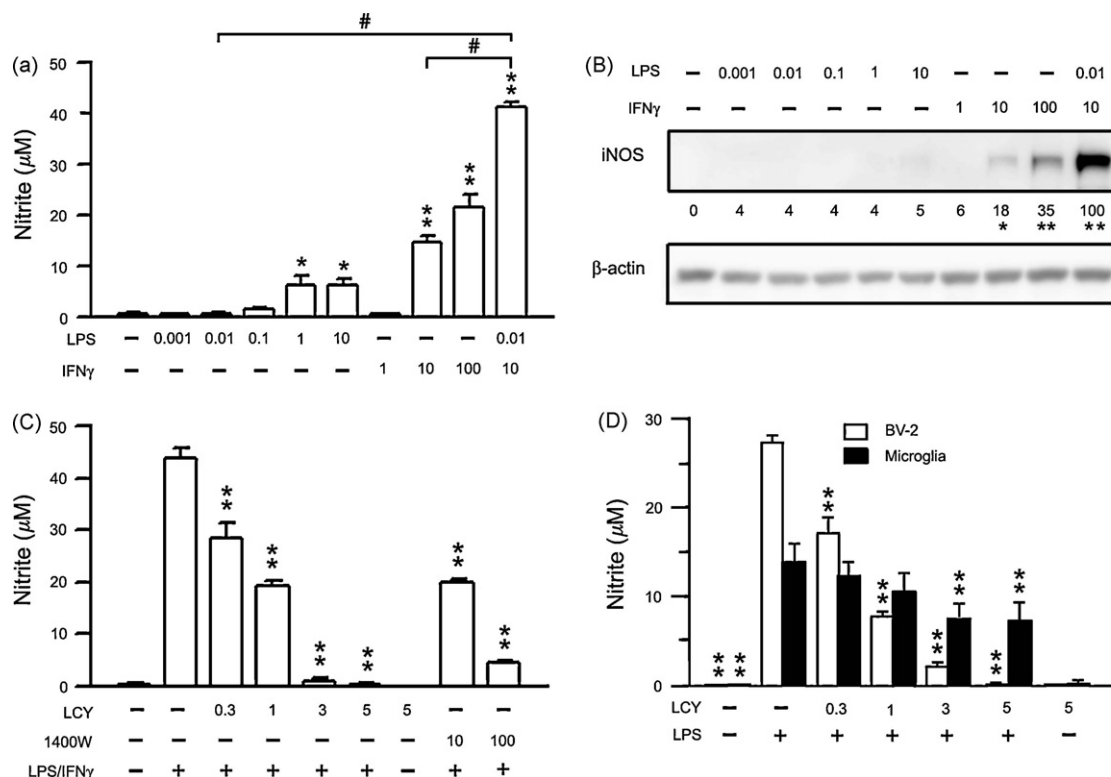 (a)
# 
#
Nitrite (μM)
50
40
30
20
10
0
* *
* *
* *
* *
*
*
LPS – 0.001 0.01 0.1 1 10 – – – 0.01
IFNγ – – – – – – 1 10 100 10
(B)
LPS – 0.001 0.01 0.1 1 10 – – – 0.01
IFNγ – – – – – – 1 10 100 10
iNOS
0 4 4 4 4 5 6 18 35 100
* ** **
β-actin
(C)
Nitrite (μM)
50
40
30
20
10
0
* *
* *
* *
* *
* *
* *
LCY – – 0.3 1 3 5 5 – –
1400W – – – – – – – 10 100
LPS/IFNγ – + + + + + – + +
(D)
BV-2
Microglia
Nitrite (μM)
30
20
10
0
* * * *
* *
* *
* *
* *
* *
* *
LCY – – 0.3 1 3 5 5
LPS – + + + + + –